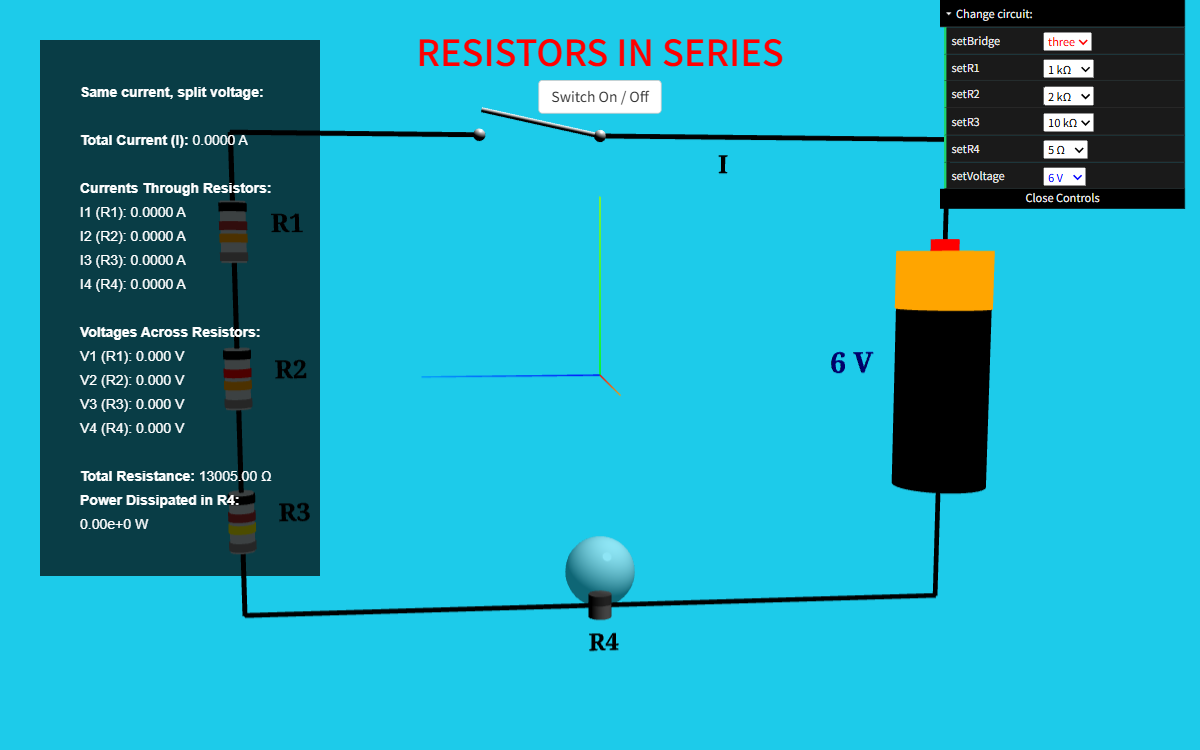 RESISTORS IN SERIES
Switch On / Off
Same current, split voltage:
Total Current (I): 0.0000 A
Currents Through Resistors:
I1 (R1): 0.0000 A
I2 (R2): 0.0000 A
I3 (R3): 0.0000 A
I4 (R4): 0.0000 A
Voltages Across Resistors:
V1 (R1): 0.000 V
V2 (R2): 0.000 V
V3 (R3): 0.000 V
V4 (R4): 0.000 V
Total Resistance: 13005.00 Ω
Power Dissipated in R4:
0.00e+0 W
R1
R2
R3
R4
I
6 V
Change circuit:
setBridge three
setR1 1 kΩ
setR2 2 kΩ
setR3 10 kΩ
setR4 5 Ω
setVoltage 6 V
Close Controls